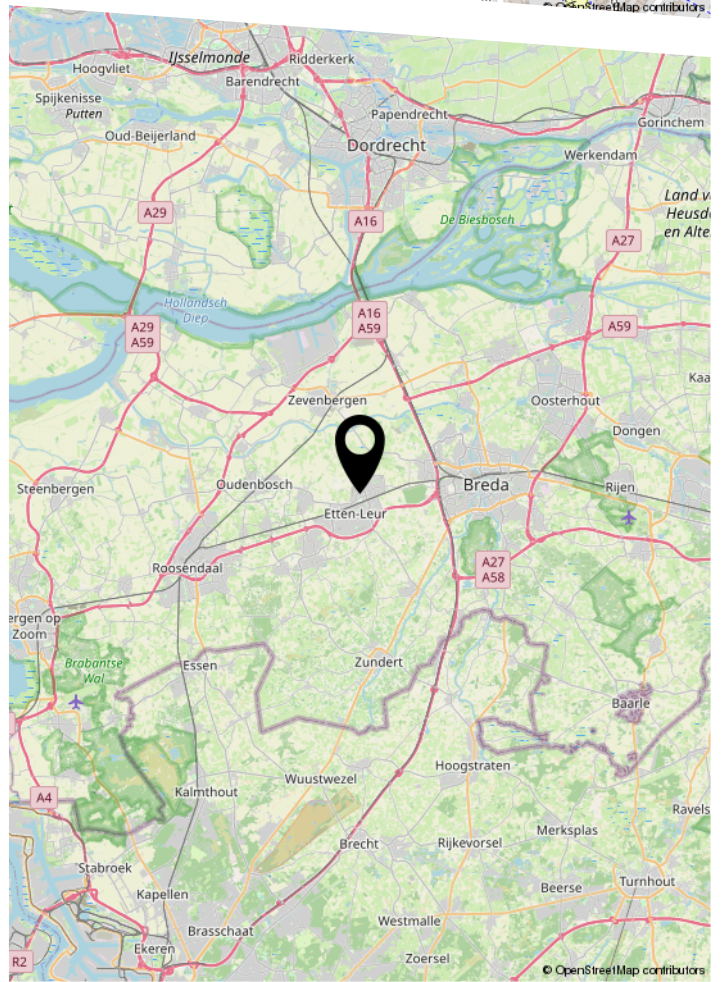 © OpenStreetMap contributors
IJsselmonde
Ridderkerk
Hoogvliet
Barendrecht
Spijkenisse
Putten
Papendrecht
Gorinchem
Oud-Beijerland
Dordrecht
Werkendam
Land v
Heusd
en Alte
A29
A16
De Biesbosch
A27
Hollandsch
Diep
A16
A59
A29
A59
A59
Kaa
Zevenbergen
Oosterhout
Dongen
Steenbergen
Oudenbosch
Breda
Rijen
Etten-Leur
Roosendaal
A27
A58
ergen op
Zoom
Brabantse
Wal
Essen
Zundert
Baarle
Hoogstraten
Wuustwezel
Kalmthout
A4
Ravels
Merksplas
Brecht
Rijkevorsel
Stabroek
Turnhout
Beerse
Kapellen
Westmalle
Brasschaat
Ekeren
Zoersel
R2
© OpenStreetMap contributors